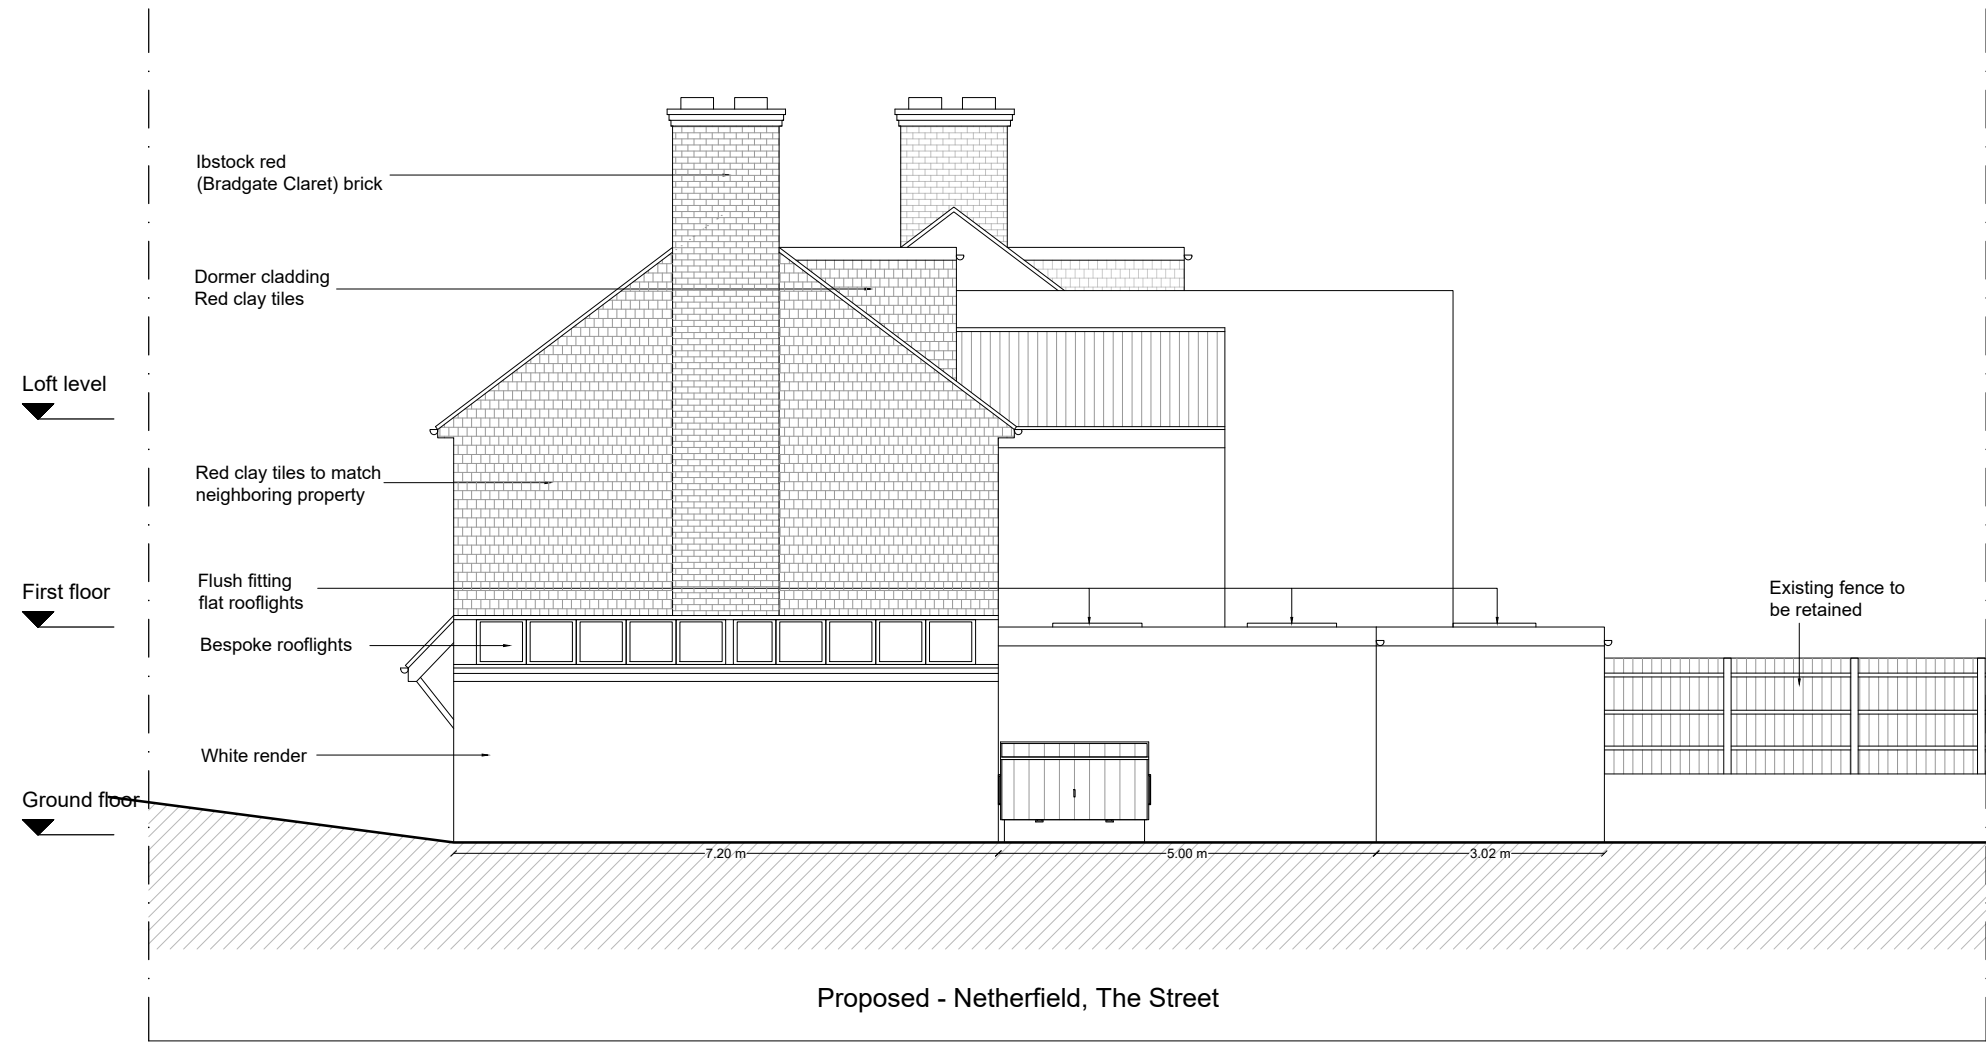 Ibstock red
(Bradgate Claret) brick
Dormer cladding
Red clay tiles
Loft level
Red clay tiles to match
neighboring property
Flush fitting
flat rooflights
First floor
Existing fence to
be retained
Bespoke rooflights
White render
Ground floor
7.20 m
5.00 m
3.02 m
Proposed - Netherfield, The Street